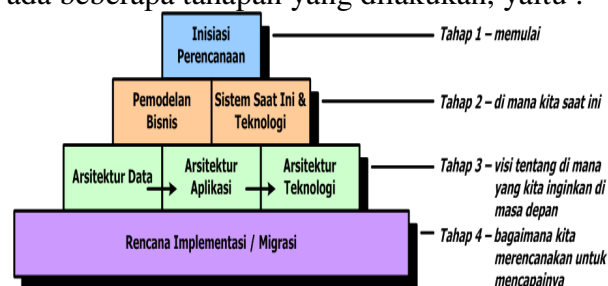 ada beberapa tahapan yang dilakukan, yaitu :
Inisiasi
Perencanaan
Tahap 1 – memulai
Pemodelan
Bisnis
Sistem Saat Ini &
Teknologi
Tahap 2 – di mana kita saat ini
Arsitektur Data
Arsitektur
Aplikasi
Arsitektur
Teknologi
Tahap 3 – visi tentang di mana
yang kita inginkan di
masa depan
Rencana Implementasi / Migrasi
Tahap 4 – bagaimana kita
merencanakan untuk
mencapainya